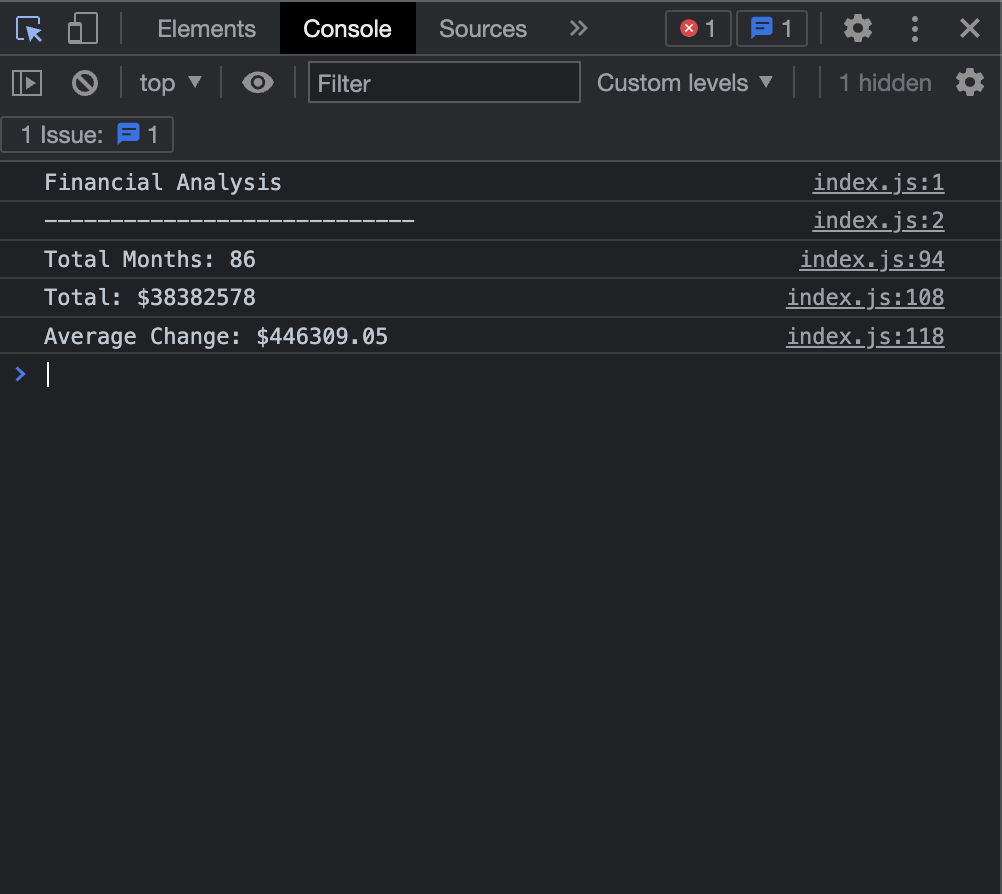 Elements Console Sources 1 1
top Filter Custom levels 1 hidden
1 Issue: 1
Financial Analysis index.js:1
---------------------------- index.js:2
Total Months: 86 index.js:94
Total: $38382578 index.js:108
Average Change: $446309.05 index.js:118